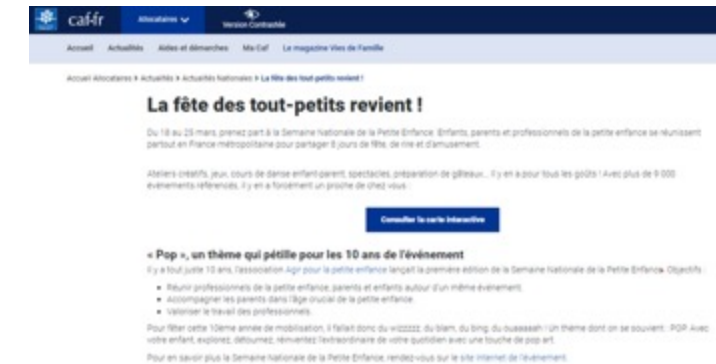 caf.fr
Allocataires
Version Contrastée
Accueil Actualités Aides et démarches Ma Caf Le magazine Vies de Famille
Accueil Allocataires > Actualités > Actualités Nationales > La fête des tout-petits revient !
La fête des tout-petits revient !
Du 18 au 25 mars, prenez part à la Semaine Nationale de la Petite Enfance. Enfants, parents et professionnels de la petite enfance se réunissent
partout en France métropolitaine pour partager 8 jours de fête, de rire et d'amusement.
Ateliers créatifs, jeux, cours de danse enfant-parent, spectacles, préparation de gâteaux... Il y en a pour tous les goûts ! Avec plus de 9 000
évènements référencés, il y en a forcément un proche de chez vous :
Consulter la carte interactive
« Pop », un thème qui pétille pour les 10 ans de l'événement
Il y a tout juste 10 ans, l'association Agir pour la petite enfance lançait la première édition de la Semaine Nationale de la Petite Enfance. Objectifs :
• Réunir professionnels de la petite enfance, parents et enfants autour d'un même évènement.
• Accompagner les parents dans l'âge crucial de la petite enfance.
• Valoriser le travail des professionnels.
Pour fêter cette 10ème année de mobilisation, il fallait donc du wizzzzz, du blam, du bing, du ouaaaaah ! Un thème dont on se souvient : POP. Avec
votre enfant, explorez, détournez, réinventez l'extraordinaire de votre quotidien avec une touche de pop art.
Pour en savoir plus la Semaine Nationale de la Petite Enfance, rendez-vous sur le site internet de l'évènement.